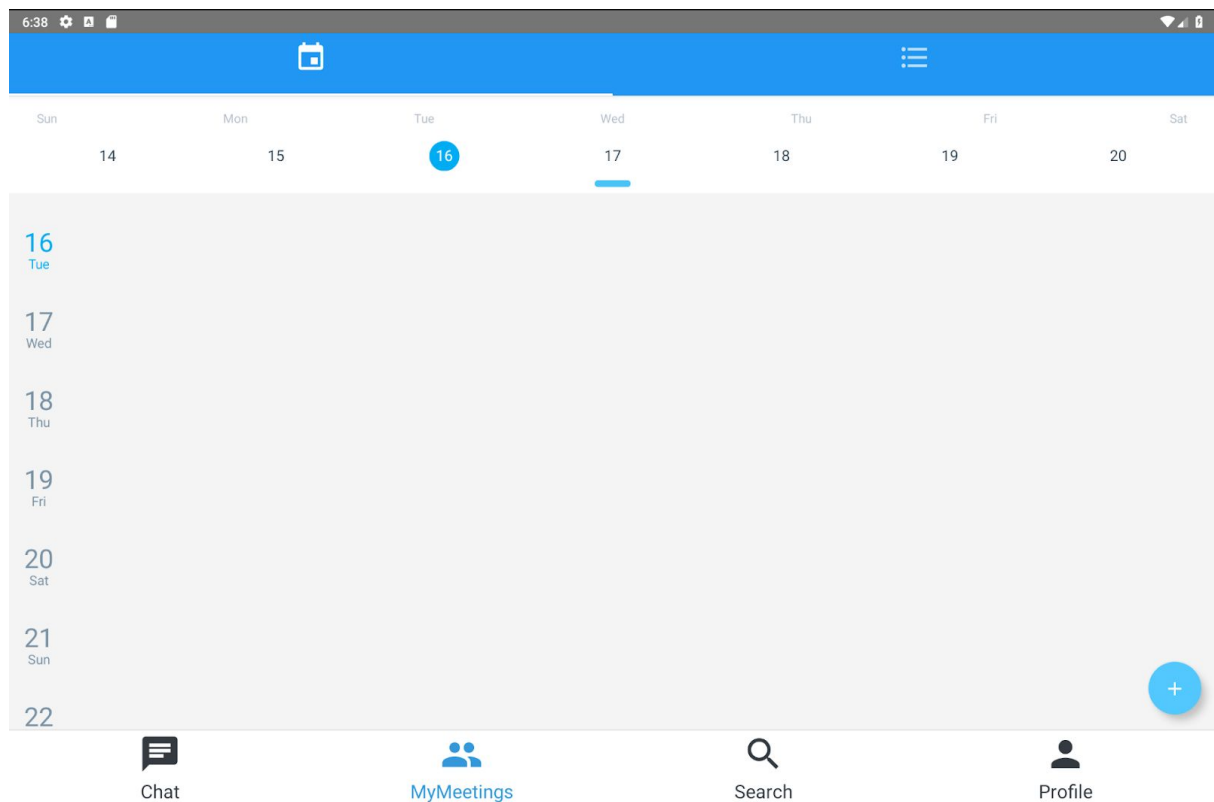 6:38
Sun Mon Tue Wed Thu Fri Sat
14 15 16 17 18 19 20
16
Tue
17
Wed
18
Thu
19
Fri
20
Sat
21
Sun
22
Chat MyMeetings Search Profile